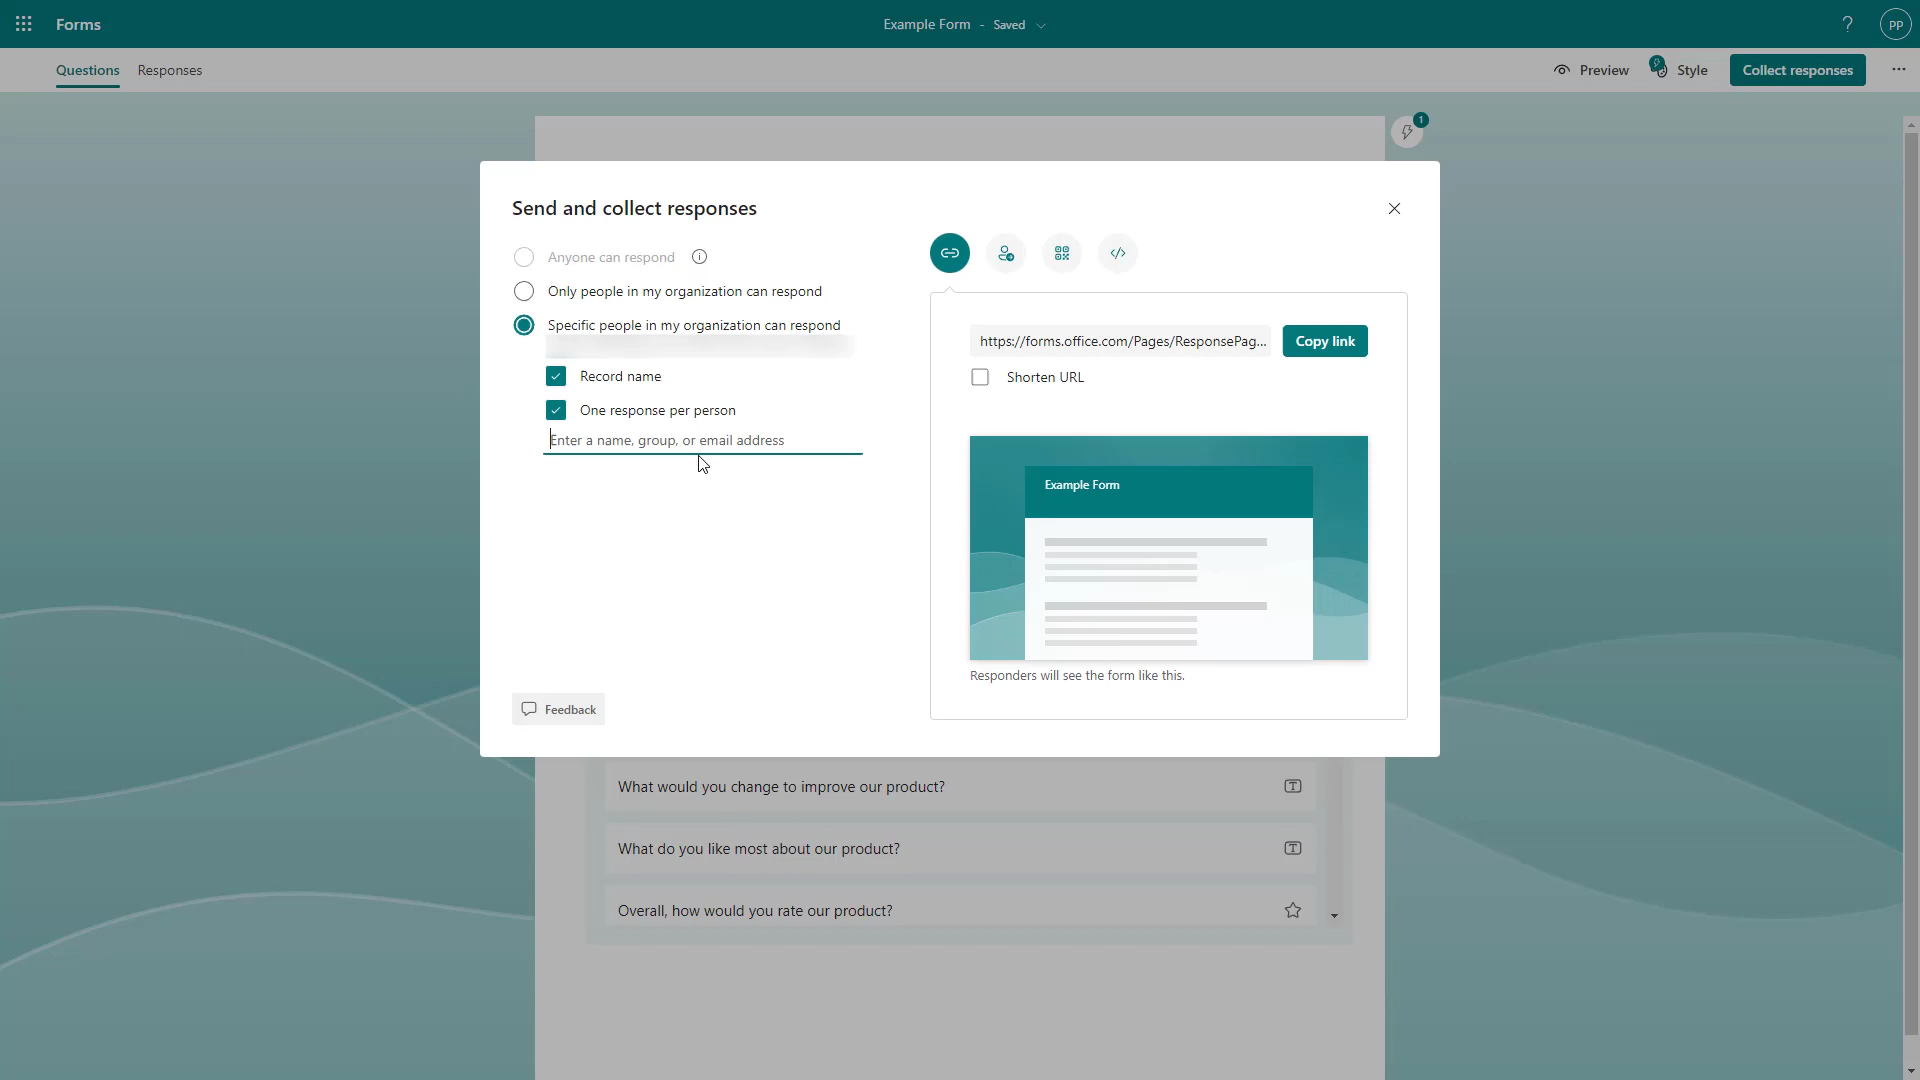 Forms
Example Form - Saved
PP
Questions
Responses
Preview
Style
Collect responses
1
Send and collect responses
Anyone can respond
Only people in my organization can respond
Specific people in my organization can respond
Record name
One response per person
Enter a name, group, or email address
https://forms.office.com/Pages/ResponsePag...
Copy link
Shorten URL
Example Form
Responders will see the form like this.
Feedback
What would you change to improve our product?
What do you like most about our product?
Overall, how would you rate our product?